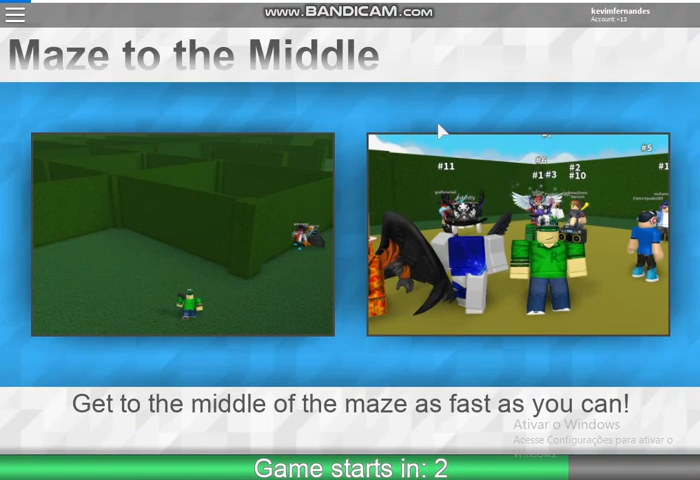 www.BANDICAM.com
kevimfernandes
Account: <13
Maze to the Middle
#5
#11
#2
#1 #3
#10
Get to the middle of the maze as fast as you can!
Ativar o Windows
Acesse Configurações para ativar o
Windows.
Game starts in: 2